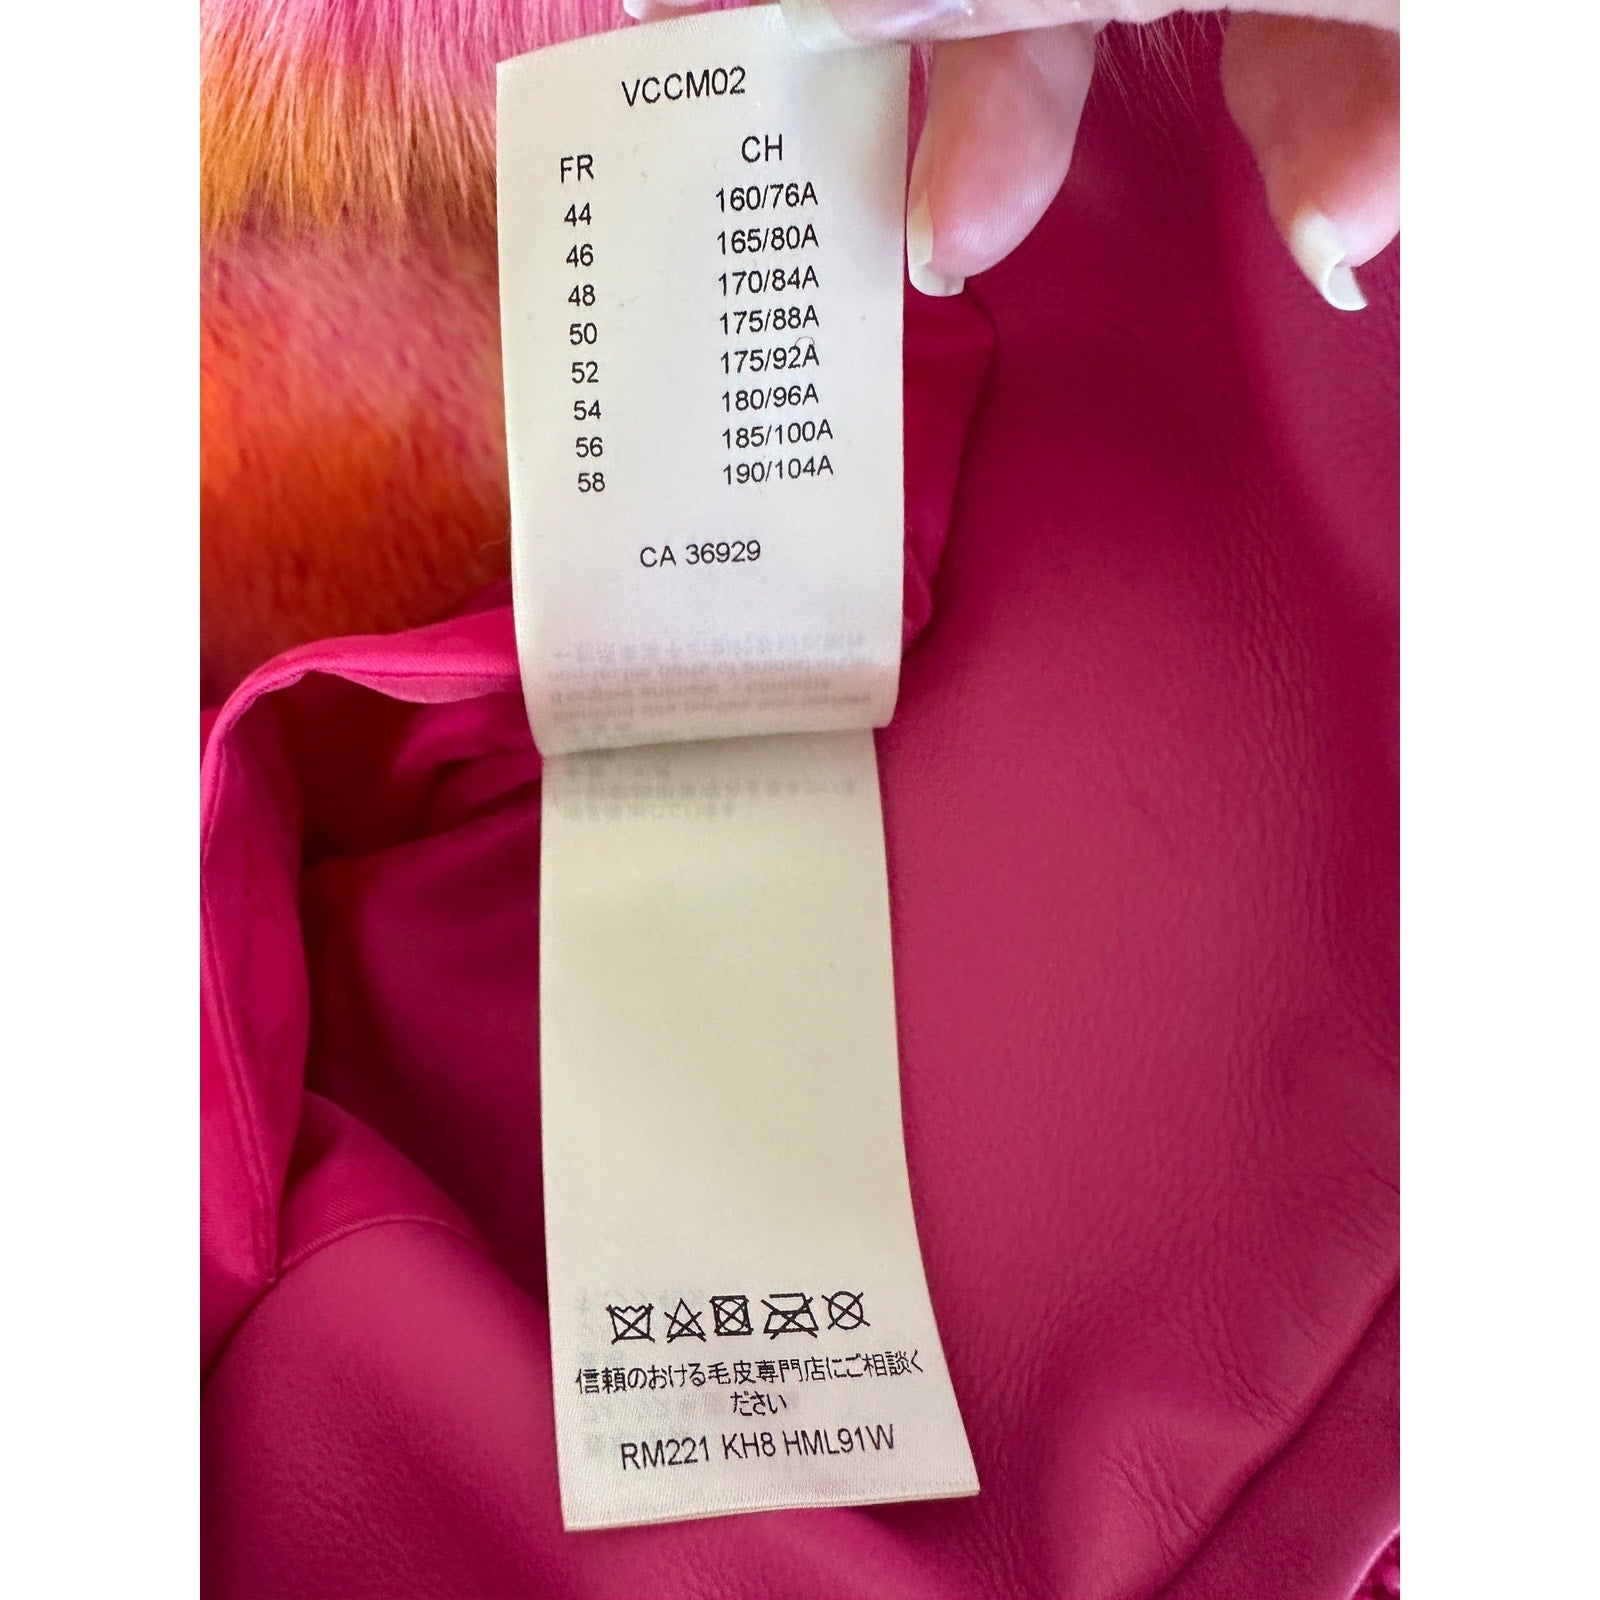 VCCM02
FR CH
44 160/76A
46 165/80A
48 170/84A
50 175/88A
52 175/92A
54 180/96A
56 185/100A
58 190/104A
CA 36929
信頼のおける毛皮専門店にご相談く
ださい
RM221 KH8 HML91W